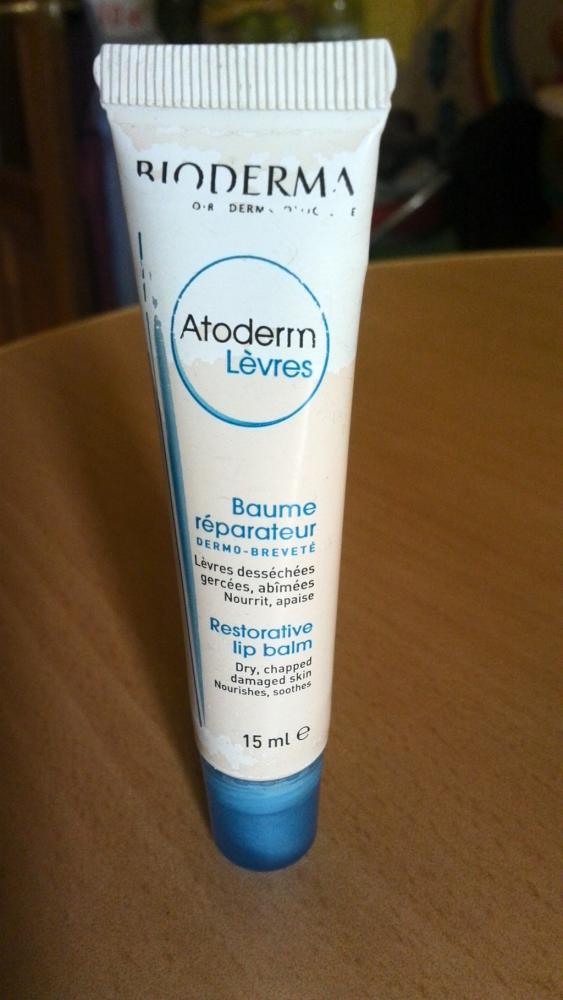 BIODERMA
Atoderm
Lèvres
Baume
réparateur
DERMO-BREVETÉ
Lèvres desséchées
gercées, abîmées
Nourrit, apaise
Restorative
lip balm
Dry, chapped
damaged skin
Nourishes, soothes
15 ml e